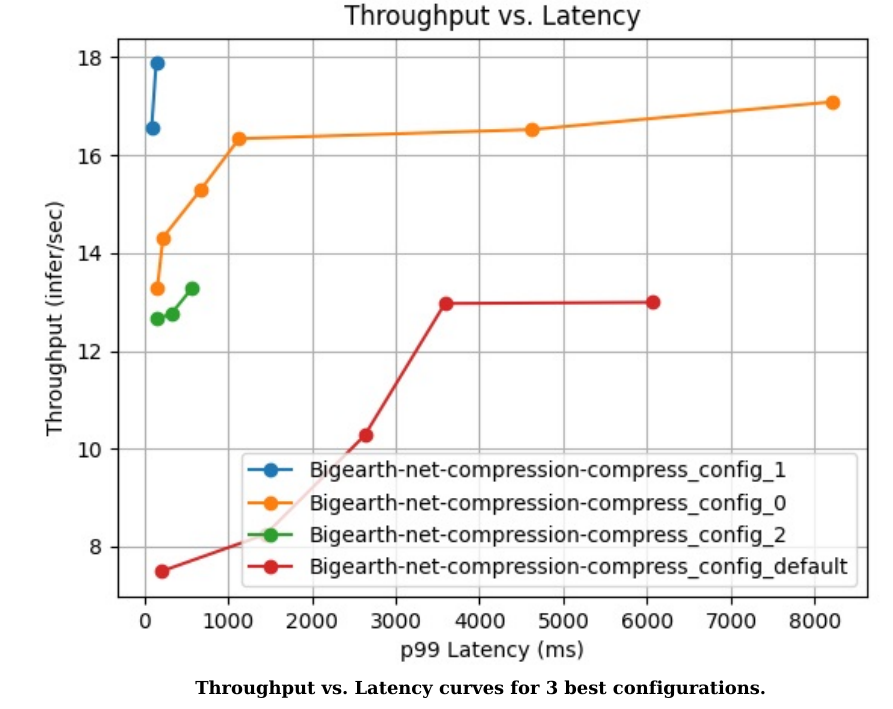 Throughput vs. Latency
Throughput (infer/sec)
18
16
14
12
10
8
Bigearth-net-compression-compress_config_1
Bigearth-net-compression-compress_config_0
Bigearth-net-compression-compress_config_2
Bigearth-net-compression-compress_config_default
0 1000 2000 3000 4000 5000 6000 7000 8000
p99 Latency (ms)
Throughput vs. Latency curves for 3 best configurations.